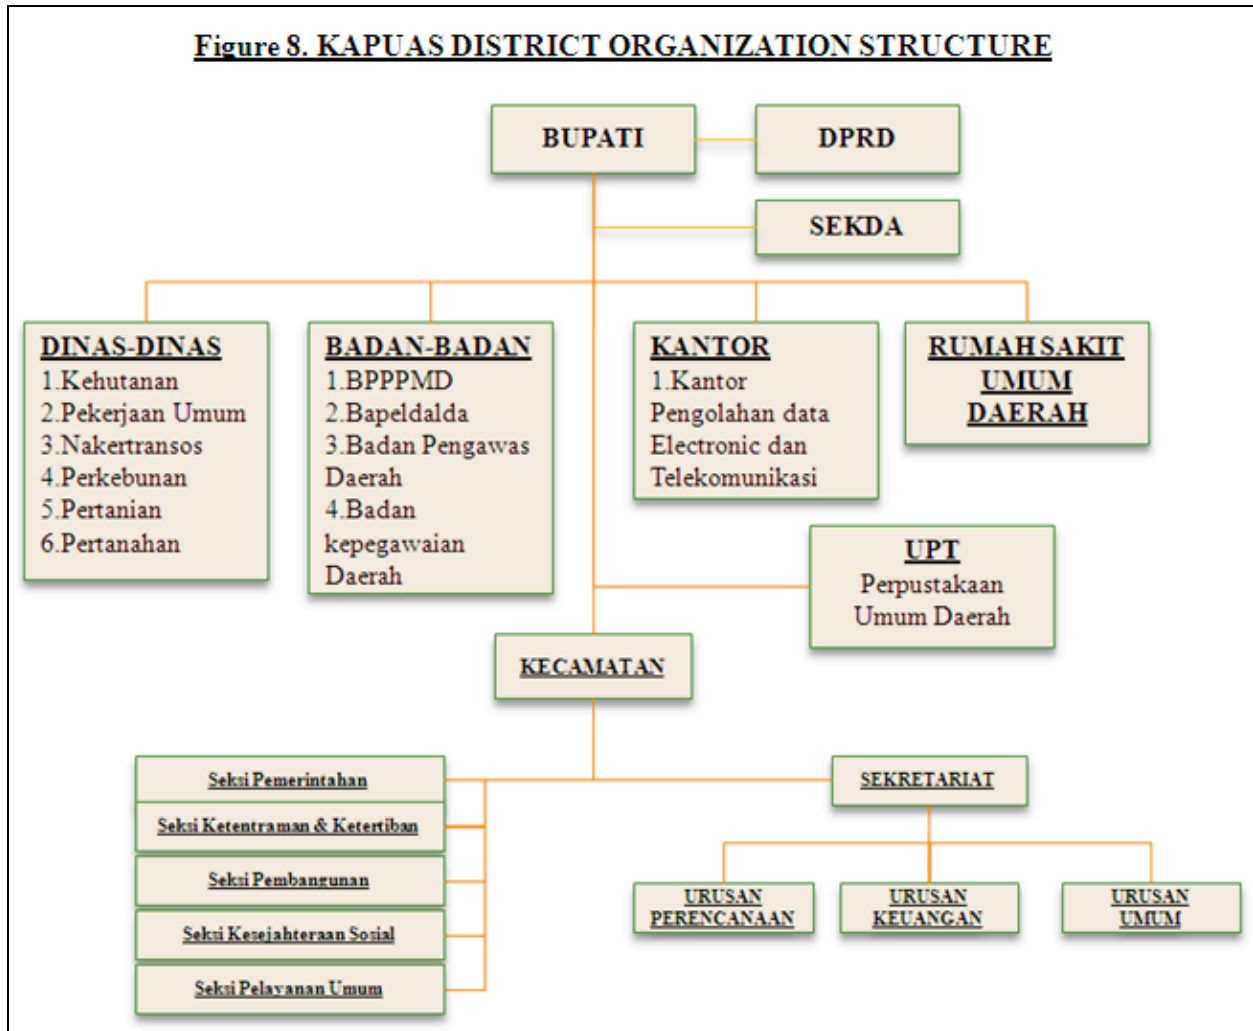 Figure 8. KAPUAS DISTRICT ORGANIZATION STRUCTURE
BUPATI
DPRD
SEKDA
DINAS-DINAS
1.Kehutanan
2.Pekerjaan Umum
3.Nakertransos
4.Perkebunan
5.Pertanian
6.Pertanahan
BADAN-BADAN
1.BPPPMD
2.Bapeldalda
3.Badan Pengawas
Daerah
4.Badan
kepegawaian
Daerah
KANTOR
1.Kantor
Pengolahan data
Electronic dan
Telekomunikasi
RUMAH SAKIT
UMUM
DAERAH
UPT
Perpustakaan
Umum Daerah
KECAMATAN
Seksi Pemerintahan
Seksi Ketentraman & Ketertiban
Seksi Pembangunan
Seksi Kesejahteraan Sosial
Seksi Pelayanan Umum
SEKRETARIAT
URUSAN
PERENCANAAN
URUSAN
KEUANGAN
URUSAN
UMUM